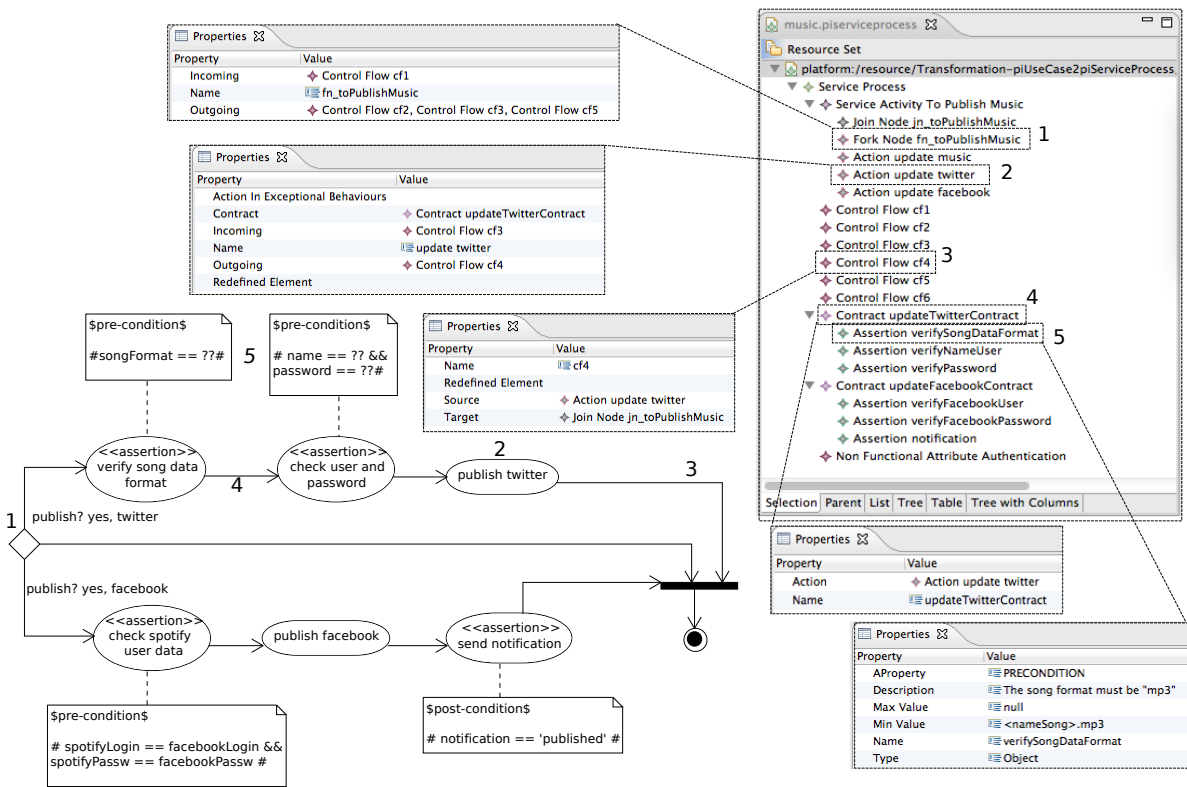 Properties
Property Value
Incoming Control Flow cf1
Name fn_toPublishMusic
Outgoing Control Flow cf2, Control Flow cf3, Control Flow cf5
Properties
Property Value
Action In Exceptional Behaviours
Contract Contract updateTwitterContract
Incoming Control Flow cf3
Name update twitter
Outgoing Control Flow cf4
Redefined Element
music.piserviceprocess
Resource Set
platform:/resource/Transformation-piUseCase2piServiceProcess
Service Process
Service Activity To Publish Music
Join Node jn_toPublishMusic
Fork Node fn_toPublishMusic
1
Action update music
Action update twitter
2
Action update facebook
Control Flow cf1
Control Flow cf2
Control Flow cf3
Control Flow cf4
3
Control Flow cf5
Control Flow cf6
Contract updateTwitterContract
4
Assertion verifySongDataFormat
5
Assertion verifyNameUser
Assertion verifyPassword
Contract updateFacebookContract
Assertion verifyFacebookUser
Assertion verifyFacebookPassword
Assertion notification
Non Functional Attribute Authentication
Selection Parent List Tree Table Tree with Columns
Properties
Property Value
Name cf4
Redefined Element
Source Action update twitter
Target Join Node jn_toPublishMusic
Properties
Property Value
Action Action update twitter
Name updateTwitterContract
Properties
Property Value
AProperty PRECONDITION
Description The song format must be "mp3"
Max Value null
Min Value <nameSong>.mp3
Name verifySongDataFormat
Type Object
$pre-condition$
#songFormat == ??#
5
$pre-condition$
# name == ?? &&
password == ??#
<<assertion>>
verify song data
format
4
<<assertion>>
check user and
password
2
publish twitter
3
publish? yes, twitter
1
publish? yes, facebook
<<assertion>>
check spotify
user data
publish facebook
<<assertion>>
send notification
$pre-condition$
# spotifyLogin == facebookLogin &&
spotifyPassw == facebookPassw #
$post-condition$
# notification == 'published' #